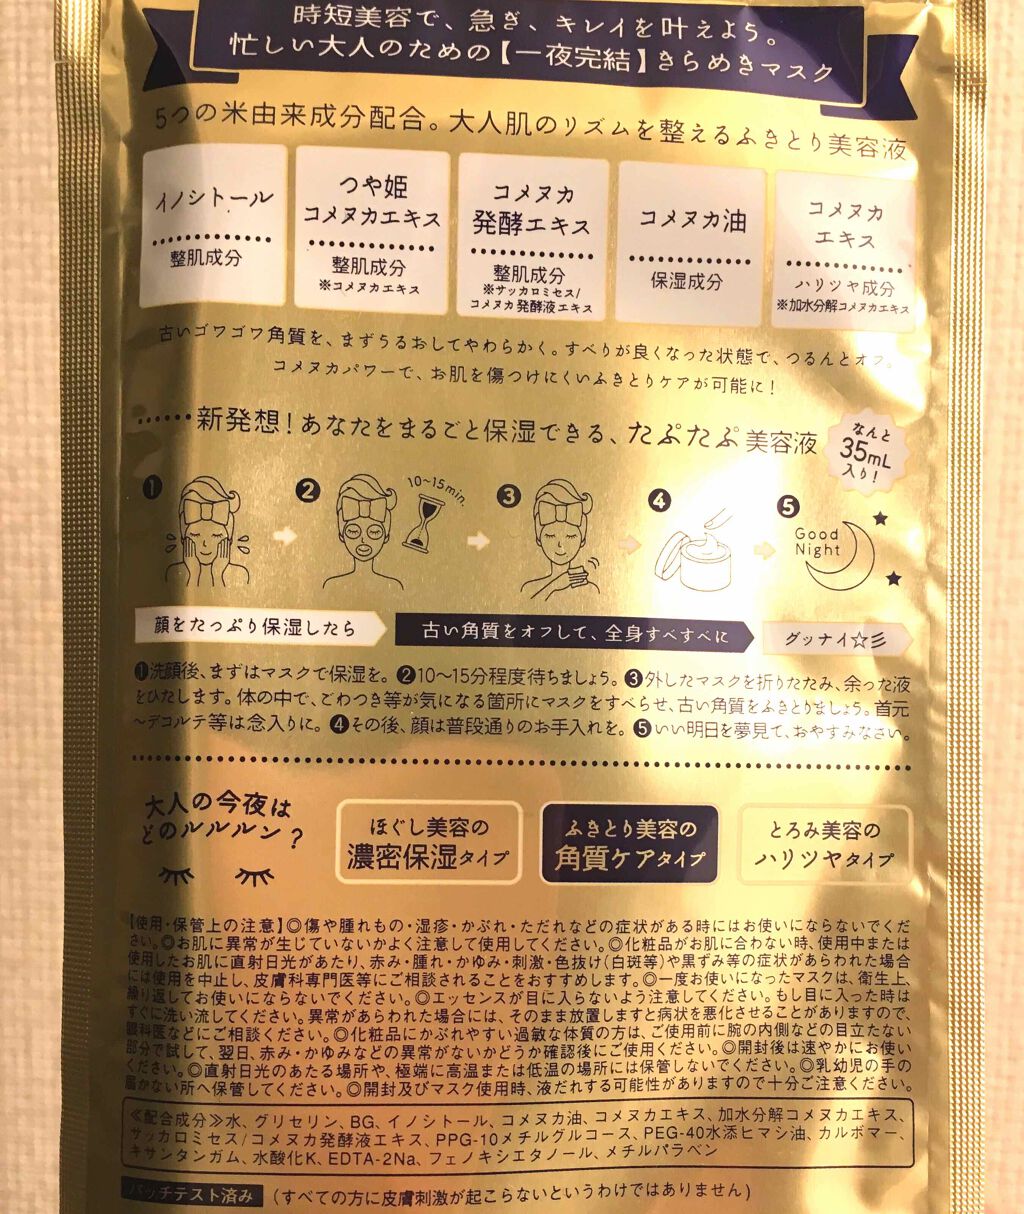 時短美容で、急ぎ、キレイを叶えよう。
忙しい大人のための【一夜完結】きらめきマスク
5つの米由来成分配合。大人肌のリズムを整えるふきとり美容液
イノシトール
整肌成分
つや姫
コメヌカエキス
整肌成分
※コメヌカエキス
コメヌカ
発酵エキス
整肌成分
※サッカロミセス/
コメヌカ発酵液エキス
コメヌカ油
保湿成分
コメヌカ
エキス
ハリツヤ成分
※加水分解コメヌカエキス
古いゴワゴワ角質を、まずうるおしてやわらかく。すべりが良くなった状態で、つるんとオフ。
コメヌカパワーで、お肌を傷つけにくいふきとりケアが可能に!
新発想!あなたをまるごと保湿できる、たぷたぷ美容液
なんと
35mL
入り!
1
2
10~15min.
3
4
5
Good
Night
顔をたっぷり保湿したら
古い角質をオフして、全身すべすべに
グッナイ☆彡
❶洗顔後、まずはマスクで保湿を。❷10〜15分程度待ちましょう。❸外したマスクを折りたたみ、余った液
をひたします。体の中で、ごわつき等が気になる箇所にマスクをすべらせ、古い角質をふきとりましょう。首元
〜デコルテ等は念入りに。❹その後、顔は普段通りのお手入れを。❺いい明日を夢見て、おやすみなさい。
大人の今夜は
どのルルルン?
ほぐし美容の
濃密保湿タイプ
ふきとり美容の
角質ケアタイプ
とろみ美容の
ハリツヤタイプ
【使用・保管上の注意】◎傷や腫れもの・湿疹・かぶれ・ただれなどの症状がある時にはお使いにならないでくだ
さい。◎お肌に異常が生じていないかよく注意して使用してください。◎化粧品がお肌に合わない時、使用中または
使用したお肌に直射日光があたり、赤み・腫れ・かゆみ・刺激・色抜け(白斑等)や黒ずみ等の症状があらわれた場合
には使用を中止し、皮膚科専門医等にご相談されることをおすすめします。◎一度お使いになったマスクは、衛生上、
繰り返してお使いにならないでください。◎エッセンスが目に入らないよう注意してください。もし目に入った時は
すぐに洗い流してください。異常があらわれた場合には、そのまま放置しますと病状を悪化させることがありますので、
眼科医などにご相談ください。◎化粧品にかぶれやすい過敏な体質の方は、ご使用前に腕の内側などの目立たない
部分で試して、翌日、赤み・かゆみなどの異常がないかどうか確認後にご使用ください。◎開封後は速やかにお使い
ください。◎直射日光のあたる場所や、極端に高温または低温の場所には保管しないでください。◎乳幼児の手の
届かない所へ保管してください。◎開封及びマスク使用時、液だれする可能性がありますので十分ご注意ください。
≪配合成分≫水、グリセリン、BG、イノシトール、コメヌカ油、コメヌカエキス、加水分解コメヌカエキス、
サッカロミセス/コメヌカ発酵液エキス、PPG-10メチルグルコース、PEG-40水添ヒマシ油、カルボマー、
キサンタンガム、水酸化K、EDTA-2Na、フェノキシエタノール、メチルパラベン
パッチテスト済み (すべての方に皮膚刺激が起こらないというわけではありません)